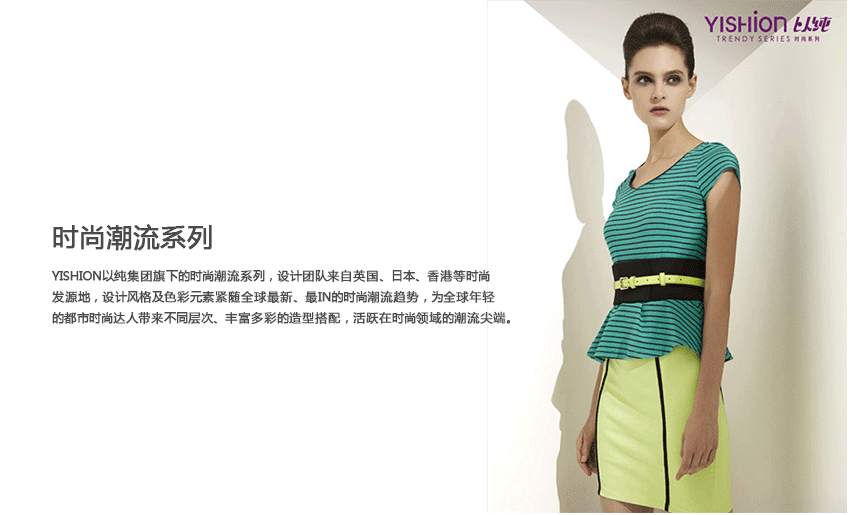 YISHION 以纯
TRENDY SERIES 时尚系列
时尚潮流系列
YISHION以纯集团旗下的时尚潮流系列，设计团队来自英国、日本、香港等时尚
发源地，设计风格及色彩元素紧随全球最新、最IN的时尚潮流趋势，为全球年轻
的都市时尚达人带来不同层次、丰富多彩的造型搭配，活跃在时尚领域的潮流尖端。